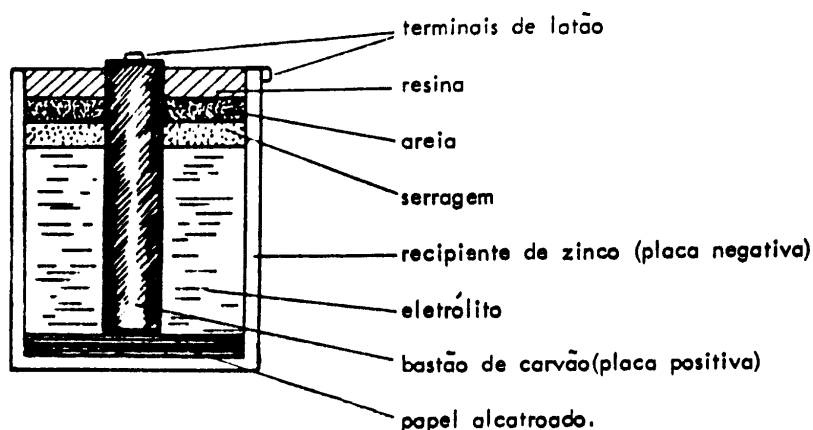 terminais de latão
resina
areia
serragem
recipiente de zinco (placa negativa)
eletrólito
bastão de carvão(placa positiva)
papel alcatroado.